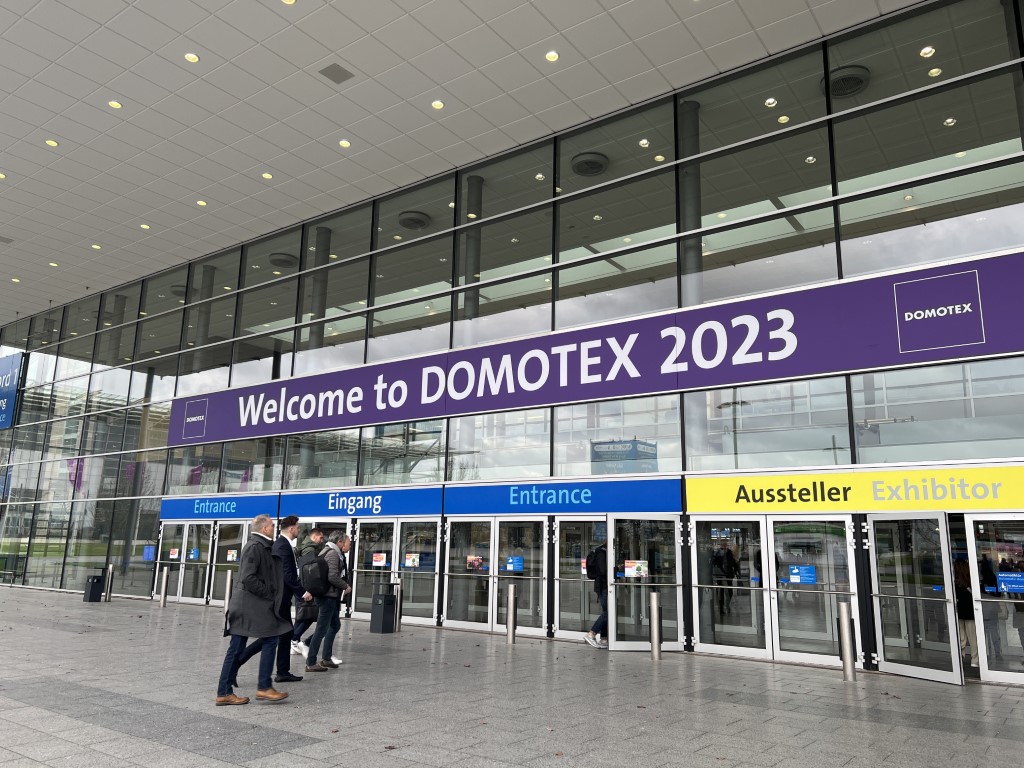 Welcome to DOMOTEX 2023
DOMOTEX
DOMOTEX
Entrance
Eingang
Entrance
Aussteller Exhibitor